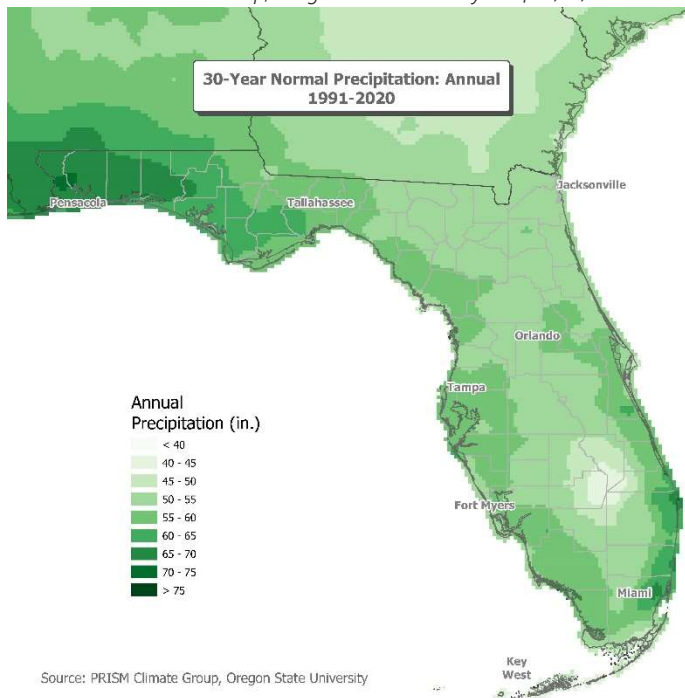 30-Year Normal Precipitation: Annual
1991-2020
Jacksonville
Pensacola
Tallahassee
Orlando
Tampa
Annual
Precipitation (in.)
< 40
40 - 45
45 - 50
50 - 55
55 - 60
60 - 65
65 - 70
70 - 75
> 75
Fort Myers
Miami
Key
West
Source: PRISM Climate Group, Oregon State University